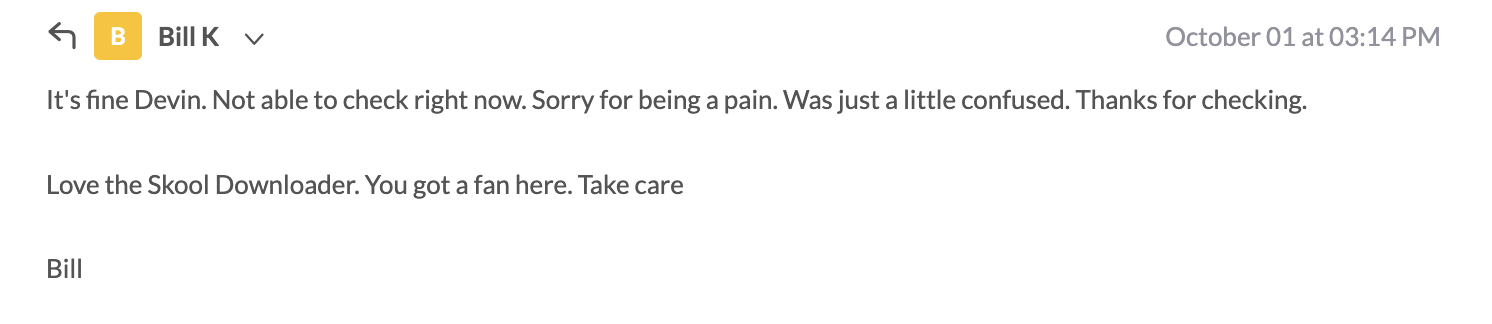 B Bill K October 01 at 03:14 PM
It's fine Devin. Not able to check right now. Sorry for being a pain. Was just a little confused. Thanks for checking.
Love the Skool Downloader. You got a fan here. Take care
Bill